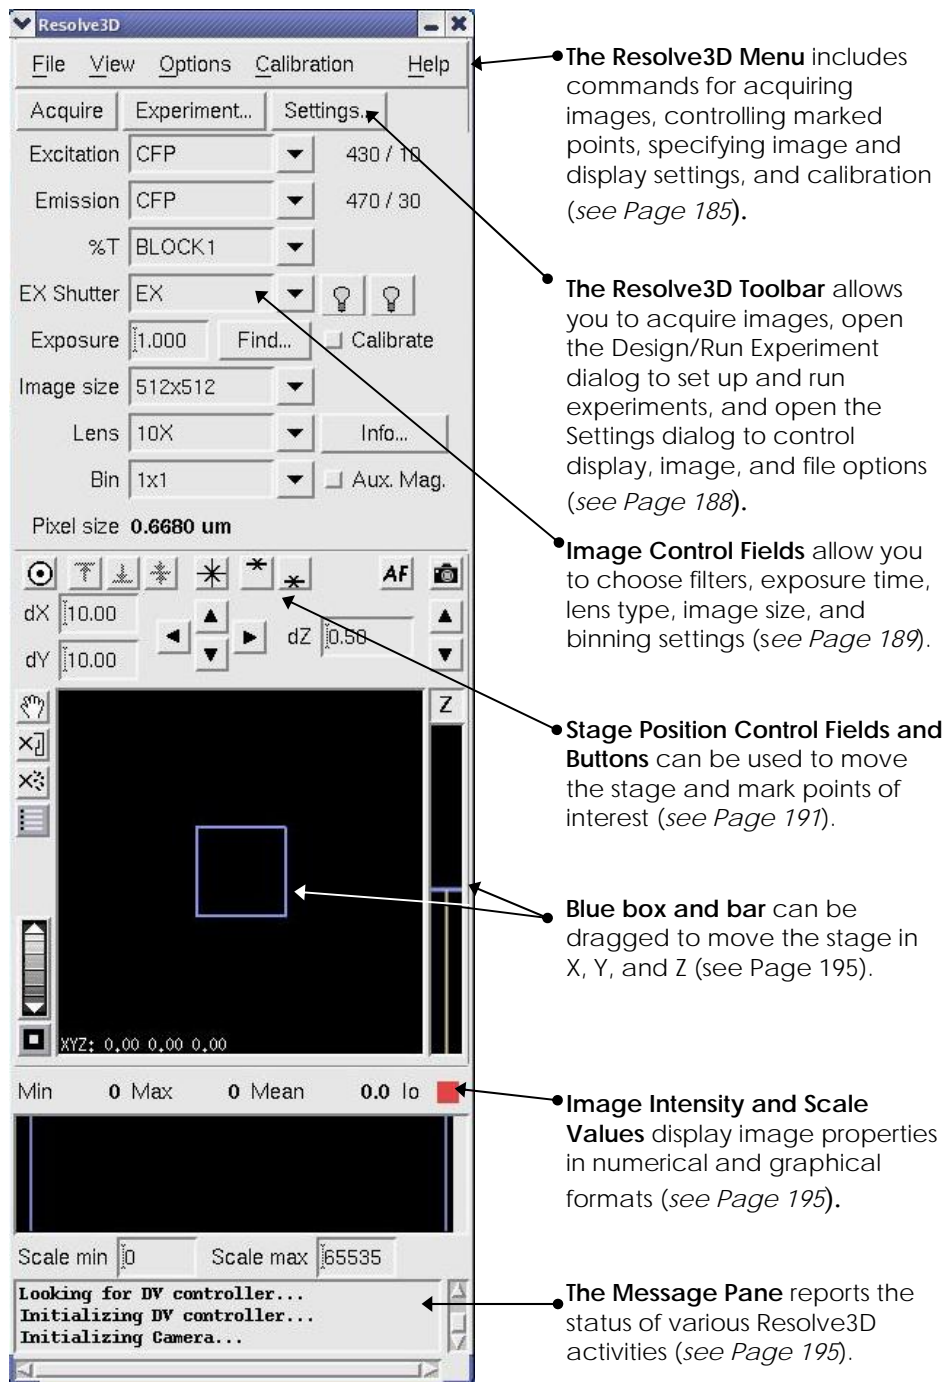 Resolve3D
File View Options Calibration Help
Acquire Experiment... Settings...
Excitation CFP 430 / 10
Emission CFP 470 / 30
%T BLOCK1
EX Shutter EX
Exposure 1.000 Find... Calibrate
Image size 512x512
Lens 10X Info...
Bin 1x1 Aux. Mag.
Pixel size 0.6680 um
AF
dX 10.00
dY 10.00
dZ 0.50
Z
XYZ: 0.00 0.00 0.00
Min 0 Max 0 Mean 0.0 Io
Scale min 0 Scale max 65535
Looking for DV controller...
Initializing DV controller...
Initializing Camera...
The Resolve3D Menu includes
commands for acquiring
images, controlling marked
points, specifying image and
display settings, and calibration
(see Page 185).
The Resolve3D Toolbar allows
you to acquire images, open
the Design/Run Experiment
dialog to set up and run
experiments, and open the
Settings dialog to control
display, image, and file options
(see Page 188).
Image Control Fields allow you
to choose filters, exposure time,
lens type, image size, and
binning settings (see Page 189).
Stage Position Control Fields and
Buttons can be used to move
the stage and mark points of
interest (see Page 191).
Blue box and bar can be
dragged to move the stage in
X, Y, and Z (see Page 195).
Image Intensity and Scale
Values display image properties
in numerical and graphical
formats (see Page 195).
The Message Pane reports the
status of various Resolve3D
activities (see Page 195).